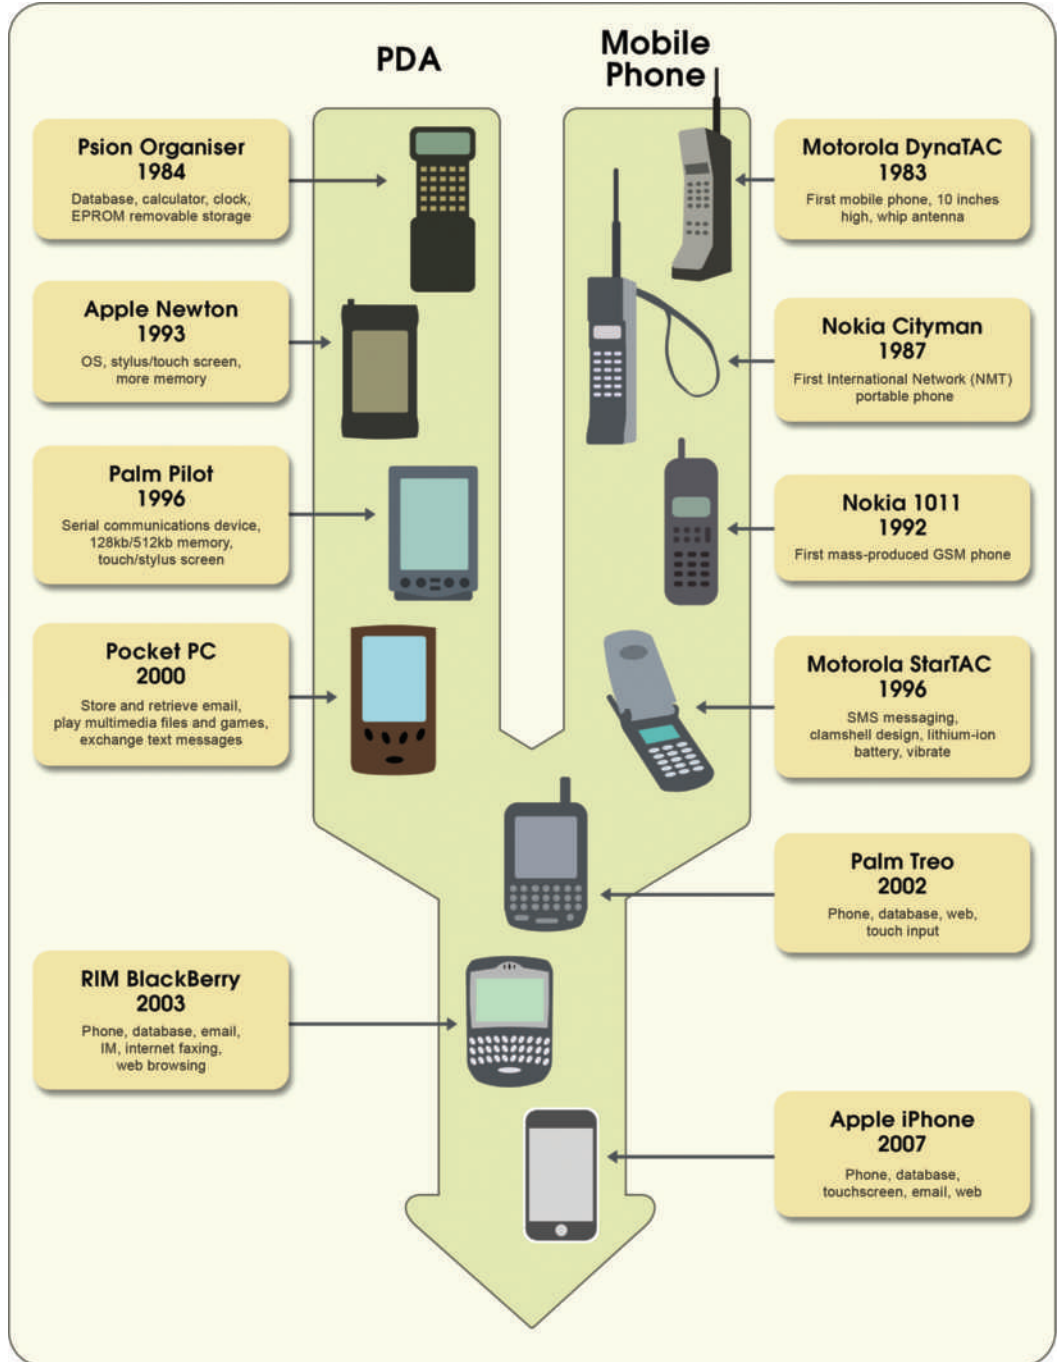 PDA
Mobile
Phone
Psion Organiser
1984
Database, calculator, clock,
EPROM removable storage
Motorola DynaTAC
1983
First mobile phone, 10 inches
high, whip antenna
Apple Newton
1993
OS, stylus/touch screen,
more memory
Nokia Cityman
1987
First International Network (NMT)
portable phone
Palm Pilot
1996
Serial communications device,
128kb/512kb memory,
touch/stylus screen
Nokia 1011
1992
First mass-produced GSM phone
Pocket PC
2000
Store and retrieve email,
play multimedia files and games,
exchange text messages
Motorola StarTAC
1996
SMS messaging,
clamshell design, lithium-ion
battery, vibrate
Palm Treo
2002
Phone, database, web,
touch input
RIM BlackBerry
2003
Phone, database, email,
IM, internet faxing,
web browsing
Apple iPhone
2007
Phone, database,
touchscreen, email, web